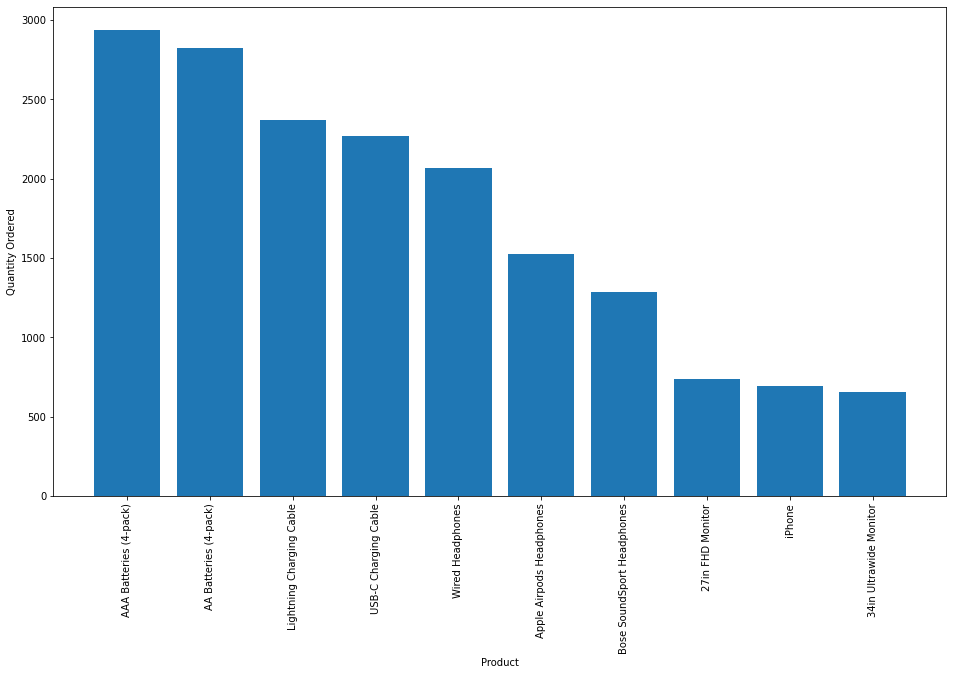 3000
2500
2000
1500
1000
500
0
Quantity Ordered
AAA Batteries (4-pack)
AA Batteries (4-pack)
Lightning Charging Cable
USB-C Charging Cable
Wired Headphones
Apple Airpods Headphones
Bose SoundSport Headphones
27in FHD Monitor
iPhone
34in Ultrawide Monitor
Product